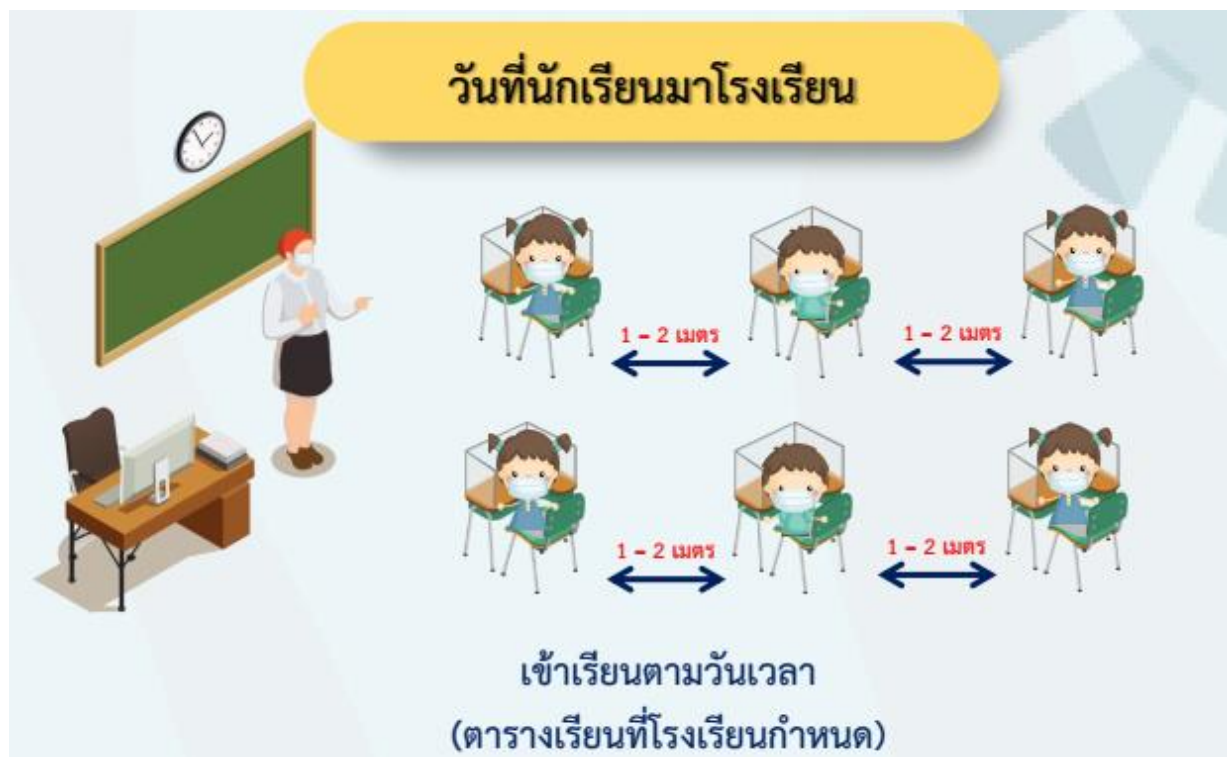 วันที่นักเรียนมาโรงเรียน
1 - 2 เมตร
1 - 2 เมตร
1 - 2 เมตร
1 - 2 เมตร
เข้าเรียนตามวันเวลา
(ตารางเรียนที่โรงเรียนกำหนด)